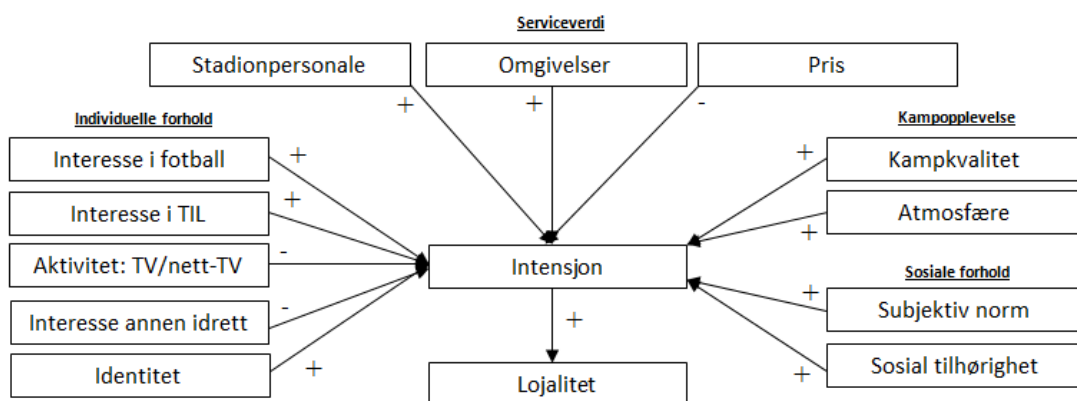 Serviceverdi
Stadionpersonale
Omgivelser
Pris
+
+
-
Individuelle forhold
Interesse i fotball
+
Interesse i TIL
+
Aktivitet: TV/nett-TV
-
Interesse annen idrett
-
Identitet
+
Kampopplevelse
+
Kampkvalitet
Atmosfære
+
Intensjon
Sosiale forhold
+
Subjektiv norm
Sosial tilhørighet
+
+
Lojalitet